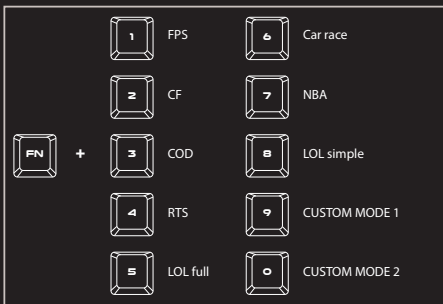 1 FPS 6 Car race
2 CF 7 NBA
FN + 3 COD 8 LOL simple
4 RTS 9 CUSTOM MODE 1
5 LOL full 0 CUSTOM MODE 2